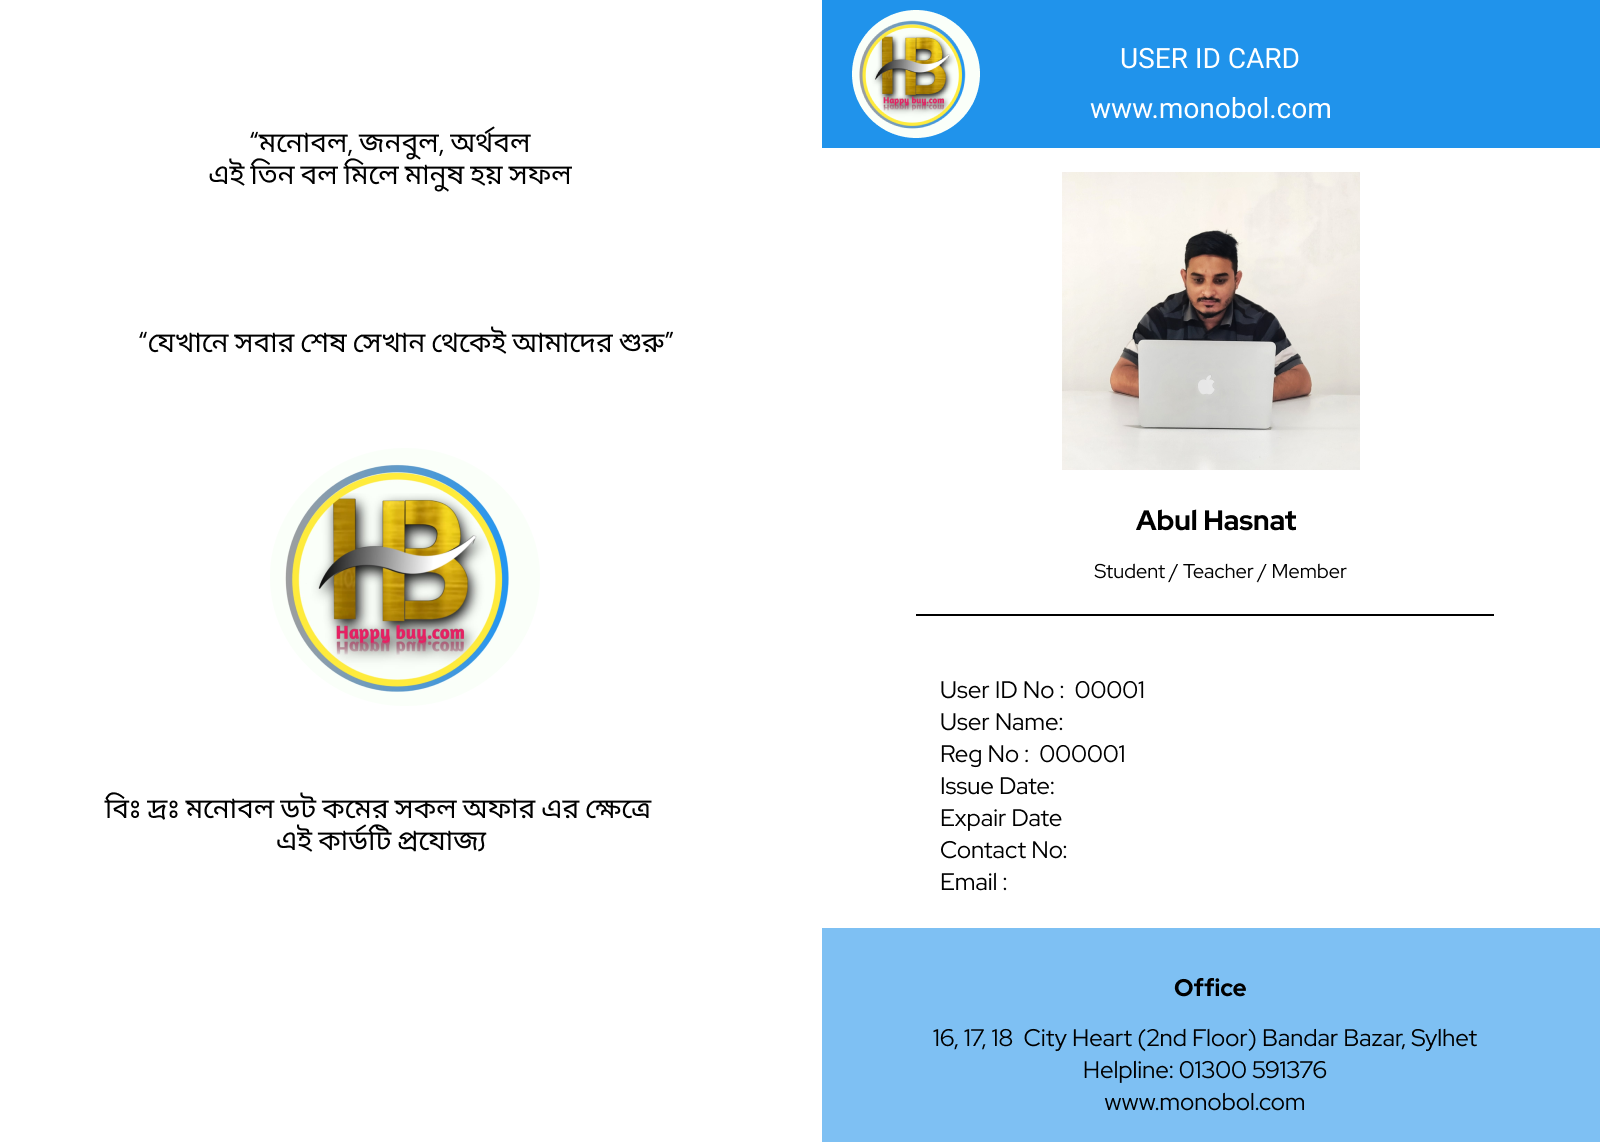 “মনোবল, জনবুল, অর্থবল
এই তিন বল মিলে মানুষ হয় সফল
“যেখানে সবার শেষ সেখান থেকেই আমাদের শুরু”
HB
Happy buy.com
বিঃ দ্রঃ মনোবল ডট কমের সকল অফার এর ক্ষেত্রে
এই কার্ডটি প্রযোজ্য
HB
Happy buy.com
USER ID CARD
www.monobol.com
Abul Hasnat
Student / Teacher / Member
User ID No : 00001
User Name:
Reg No : 000001
Issue Date:
Expair Date
Contact No:
Email :
Office
16, 17, 18 City Heart (2nd Floor) Bandar Bazar, Sylhet
Helpline: 01300 591376
www.monobol.com